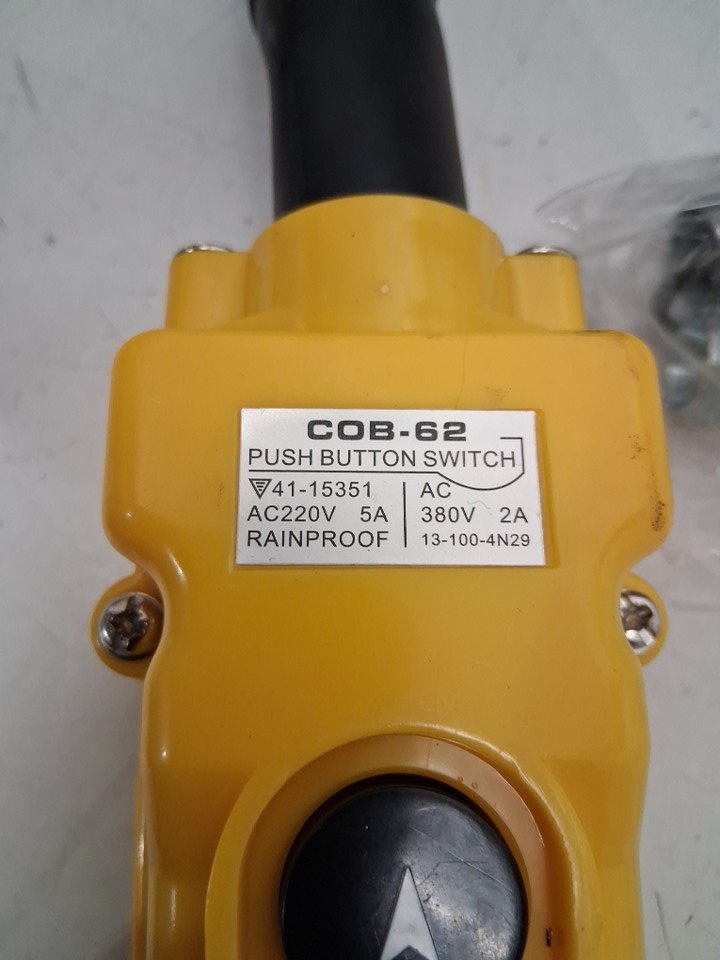 COB-62
PUSH BUTTON SWITCH
41-15351
AC220V 5A
RAINPROOF
AC
380V 2A
13-100-4N29